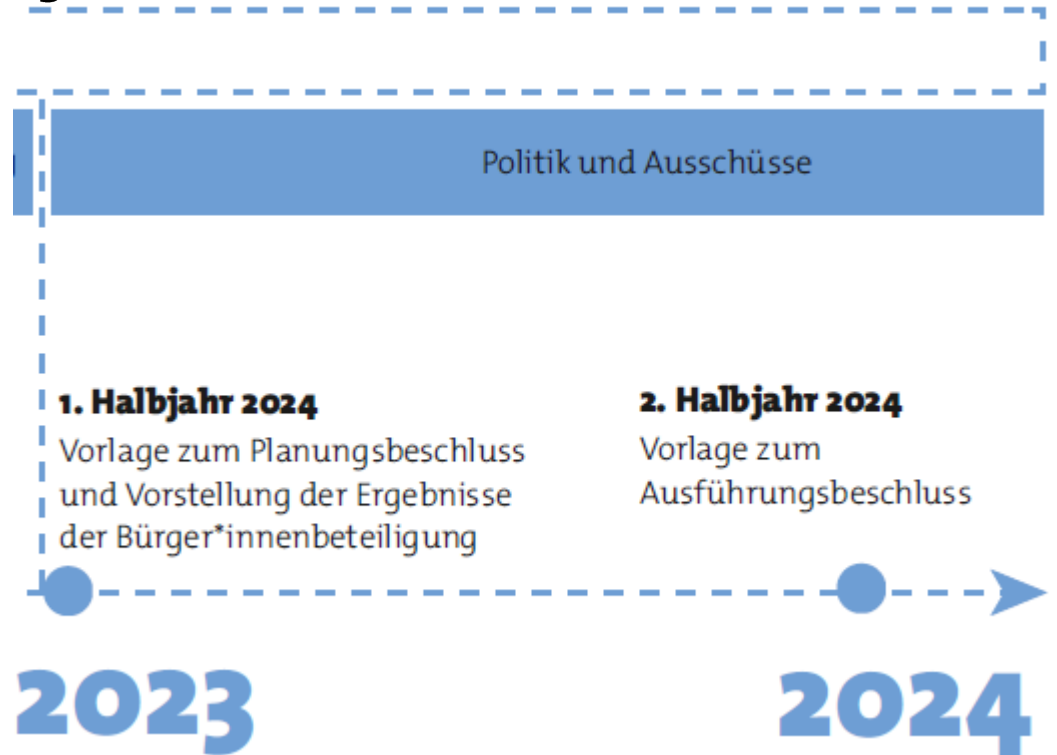 Politik und Ausschüsse
1. Halbjahr 2024
Vorlage zum Planungsbeschluss
und Vorstellung der Ergebnisse
der Bürger*innenbeteiligung
2. Halbjahr 2024
Vorlage zum
Ausführungsbeschluss
2023
2024